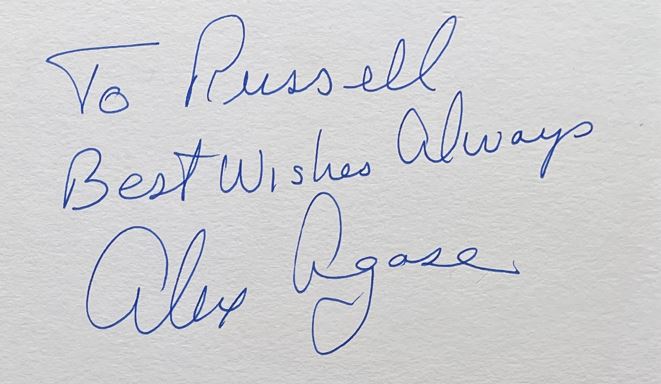 To Russell
Best Wishes Always
Alex Agase